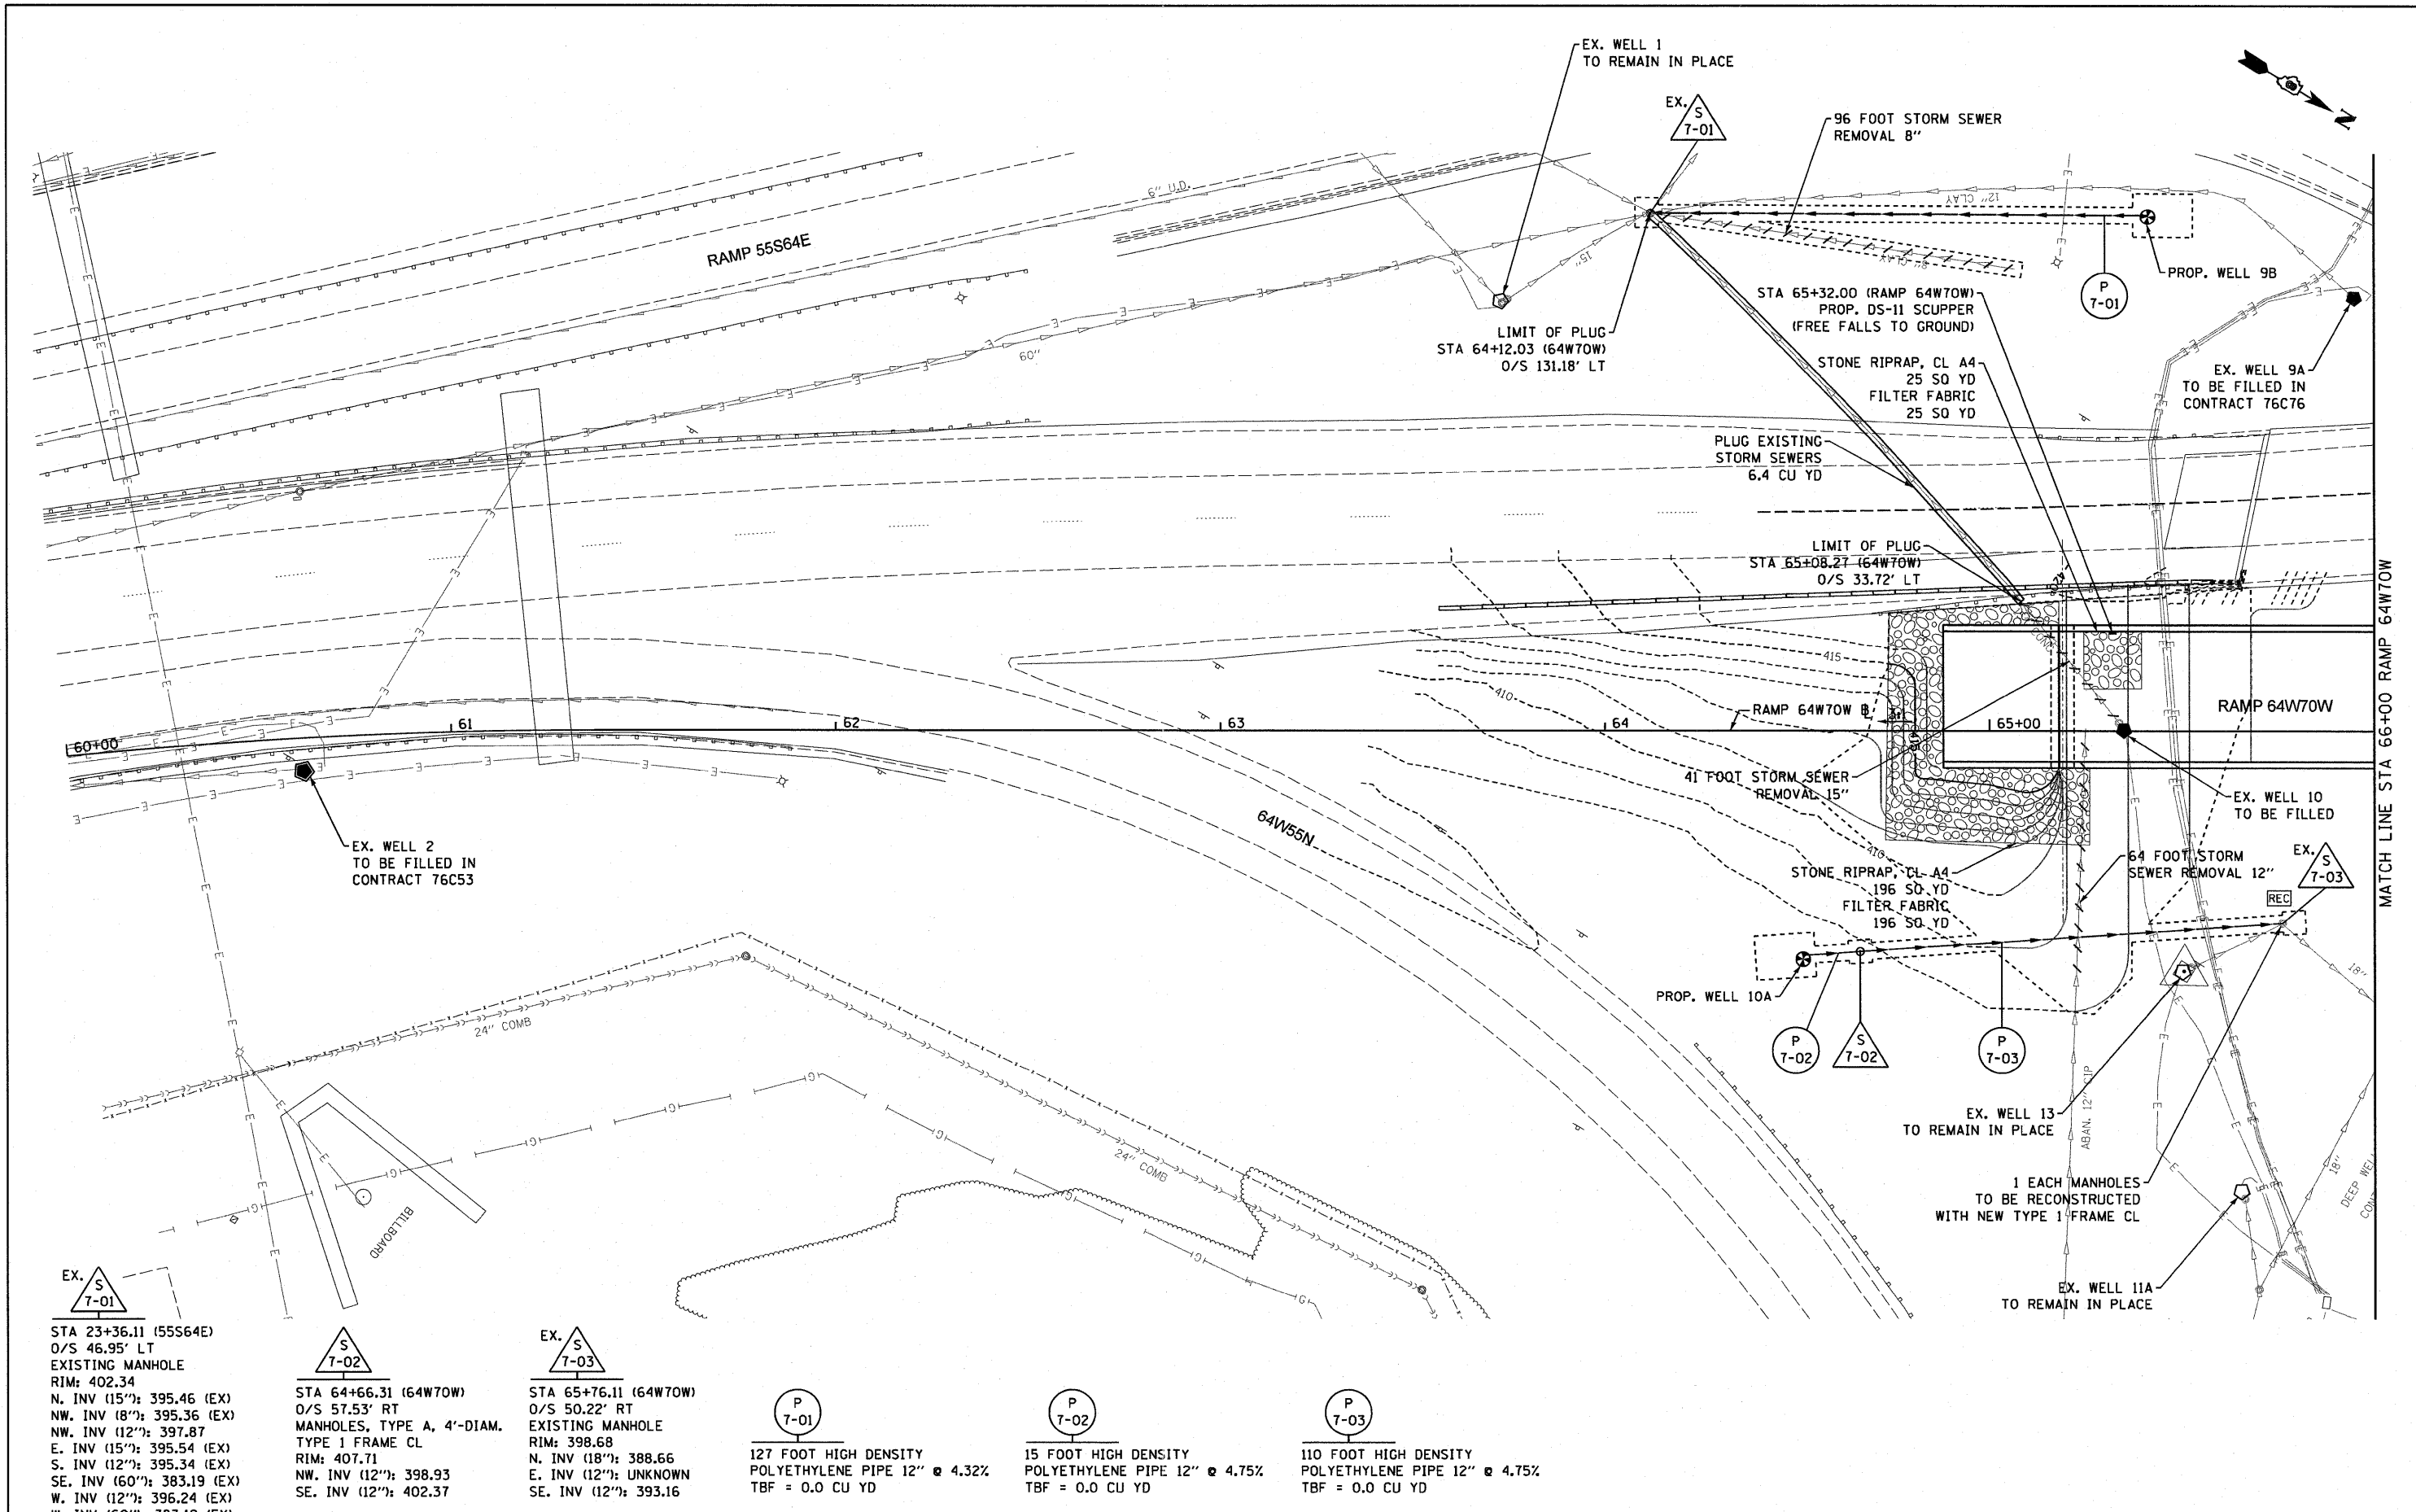 EX. WELL 1
TO REMAIN IN PLACE
EX.
S
7-01
96 FOOT STORM SEWER
REMOVAL 8"
N
6" U.D.
RAMP 55S64E
12" CLAY
8" CLAY
15"
60"
PROP. WELL 9B
P
7-01
LIMIT OF PLUG
STA 64+12.03 (64W70W)
O/S 131.18' LT
STA 65+32.00 (RAMP 64W70W)
PROP. DS-11 SCUPPER
(FREE FALLS TO GROUND)
STONE RIPRAP, CL A4
25 SQ YD
FILTER FABRIC
25 SQ YD
EX. WELL 9A
TO BE FILLED IN
CONTRACT 76C76
PLUG EXISTING
STORM SEWERS
6.4 CU YD
LIMIT OF PLUG
STA 65+08.27 (64W70W)
O/S 33.72' LT
415
410
60+00
61
62
63
64
65+00
RAMP 64W70W B
3:1
RAMP 64W70W
MATCH LINE STA 66+00 RAMP 64W70W
41 FOOT STORM SEWER
REMOVAL 15"
EX. WELL 10
TO BE FILLED
EX. WELL 2
TO BE FILLED IN
CONTRACT 76C53
64W55N
410
STONE RIPRAP, CL A4
196 SQ YD
FILTER FABRIC
196 SQ YD
64 FOOT STORM
SEWER REMOVAL 12"
EX.
S
7-03
REC
18"
PROP. WELL 10A
P
7-02
S
7-02
P
7-03
24" COMB
24" COMB
BILLBOARD
EX. WELL 13
TO REMAIN IN PLACE
ABAN. 12" CIP
1 EACH MANHOLES
TO BE RECONSTRUCTED
WITH NEW TYPE 1 FRAME CL
18"
DEEP WELL
EX. WELL 11A
TO REMAIN IN PLACE
EX.
S
7-01
STA 23+36.11 (55S64E)
O/S 46.95' LT
EXISTING MANHOLE
RIM: 402.34
N. INV (15"): 395.46 (EX)
NW. INV (8"): 395.36 (EX)
NW. INV (12"): 397.87
E. INV (15"): 395.54 (EX)
S. INV (12"): 395.34 (EX)
SE. INV (60"): 383.19 (EX)
W. INV (12"): 396.24 (EX)
S
7-02
STA 64+66.31 (64W70W)
O/S 57.53' RT
MANHOLES, TYPE A, 4'-DIAM.
TYPE 1 FRAME CL
RIM: 407.71
NW. INV (12"): 398.93
SE. INV (12"): 402.37
EX.
S
7-03
STA 65+76.11 (64W70W)
O/S 50.22' RT
EXISTING MANHOLE
RIM: 398.68
N. INV (18"): 388.66
E. INV (12"): UNKNOWN
SE. INV (12"): 393.16
P
7-01
127 FOOT HIGH DENSITY
POLYETHYLENE PIPE 12" @ 4.32%
TBF = 0.0 CU YD
P
7-02
15 FOOT HIGH DENSITY
POLYETHYLENE PIPE 12" @ 4.75%
TBF = 0.0 CU YD
P
7-03
110 FOOT HIGH DENSITY
POLYETHYLENE PIPE 12" @ 4.75%
TBF = 0.0 CU YD